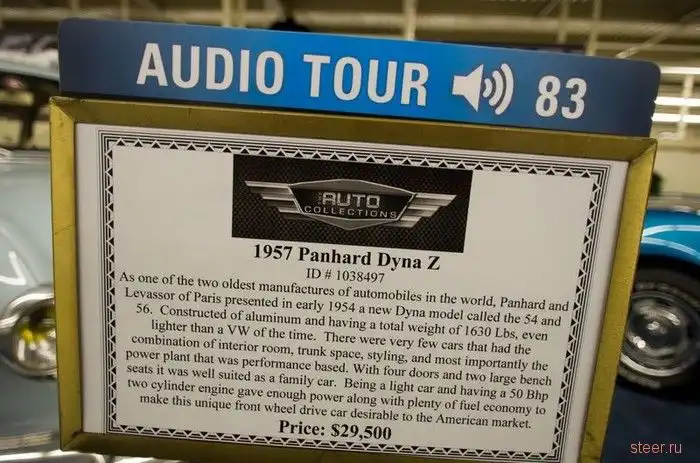 AUDIO TOUR 83
THE AUTO
COLLECTIONS
1957 Panhard Dyna Z
ID # 1038497
As one of the two oldest manufactures of automobiles in the world, Panhard and
Levassor of Paris presented in early 1954 a new Dyna model called the 54 and
56. Constructed of aluminum and having a total weight of 1630 Lbs, even
lighter than a VW of the time. There were very few cars that had the
combination of interior room, trunk space, styling, and most importantly the
power plant that was performance based. With four doors and two large bench
seats it was well suited as a family car. Being a light car and having a 50 Bhp
two cylinder engine gave enough power along with plenty of fuel economy to
make this unique front wheel drive car desirable to the American market.
Price: $29,500
steer.ru